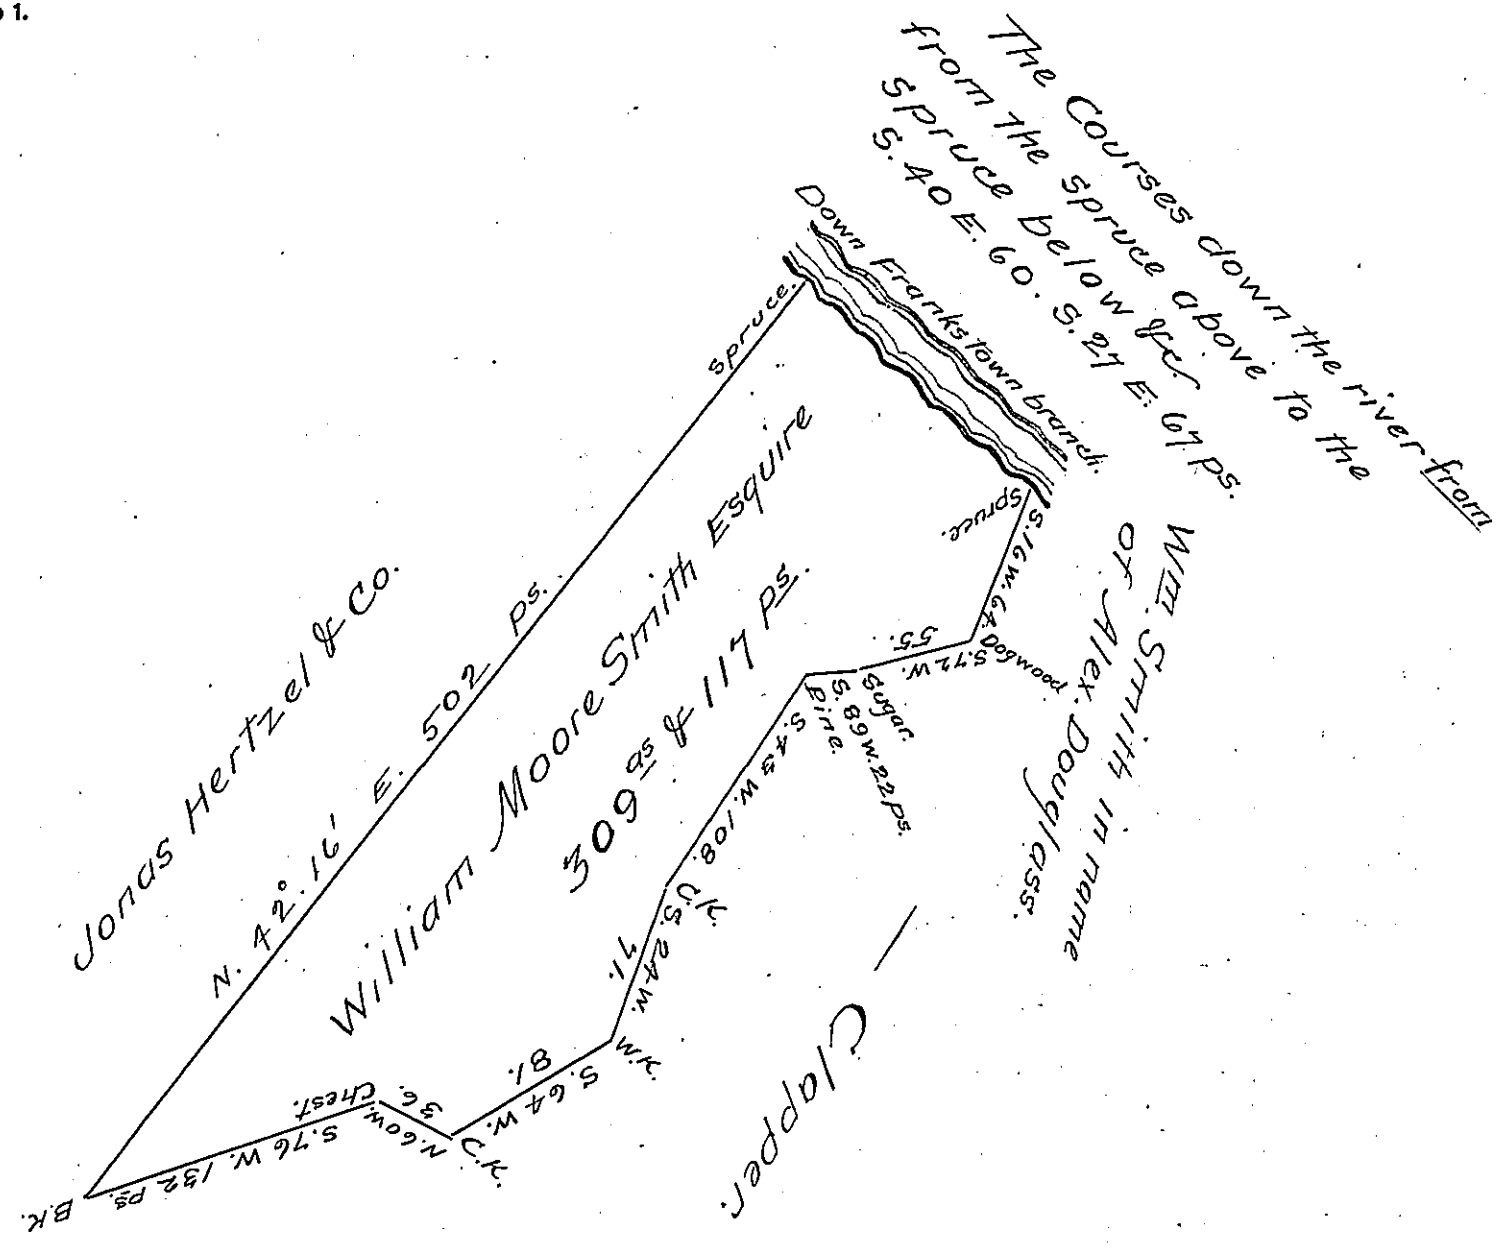 1.
The Courses down the river from
from the spruce above to the
spruce below &c.
S. 40 E. 60. S. 27 E. 67 ps.
Down Frankstown branch.
Spruce.
Jonas Hertzel & Co.
N. 42°. 16' E. 502 ps.
William Moore Smith Esquire
309 as & 117 ps.
Spruce.
S. 16 W. 64.
Dogwood
S. 72 W.
55.
Sugar.
S. 89 W. 22 ps.
Pine.
S. 43 W. 108.
S. 24 W.
71.
S. 64 W.
81.
N. 60 W.
36.
Chest.
S. 76 W. 132 ps.
B.K.
Wm. Smith in name
of Alex. Douglass.
Clapper.